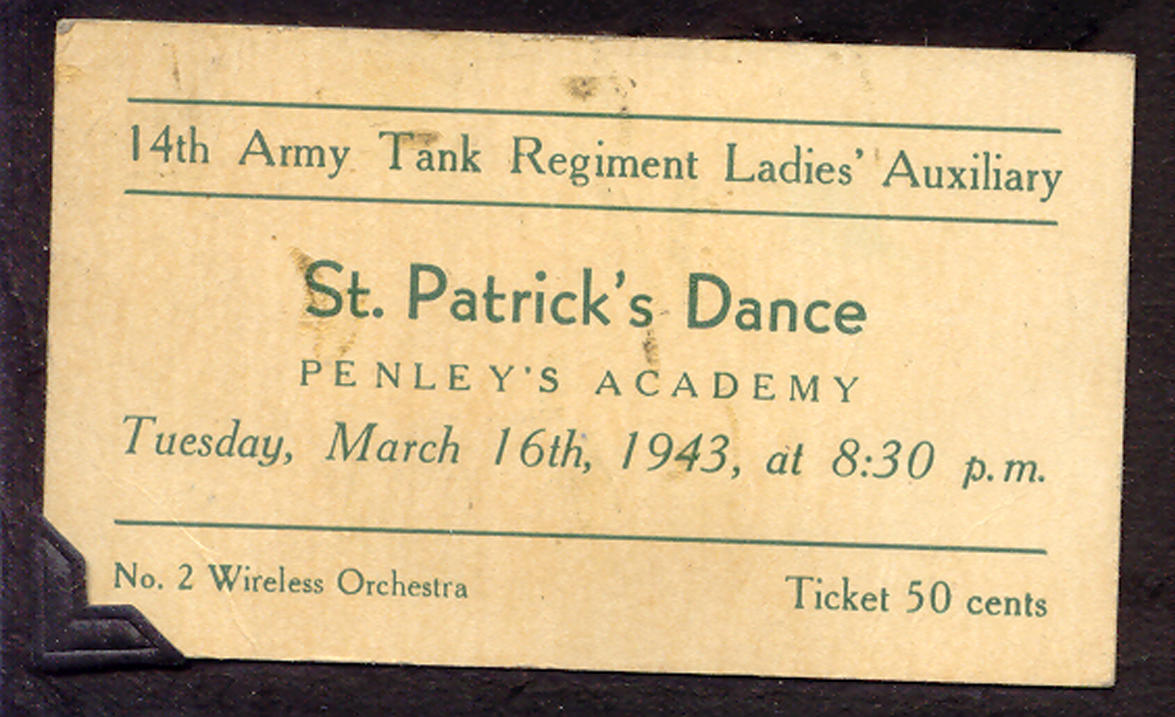 14th Army Tank Regiment Ladies' Auxiliary
St. Patrick's Dance
PENLEY'S ACADEMY
Tuesday, March 16th, 1943, at 8:30 p.m.
No. 2 Wireless Orchestra
Ticket 50 cents